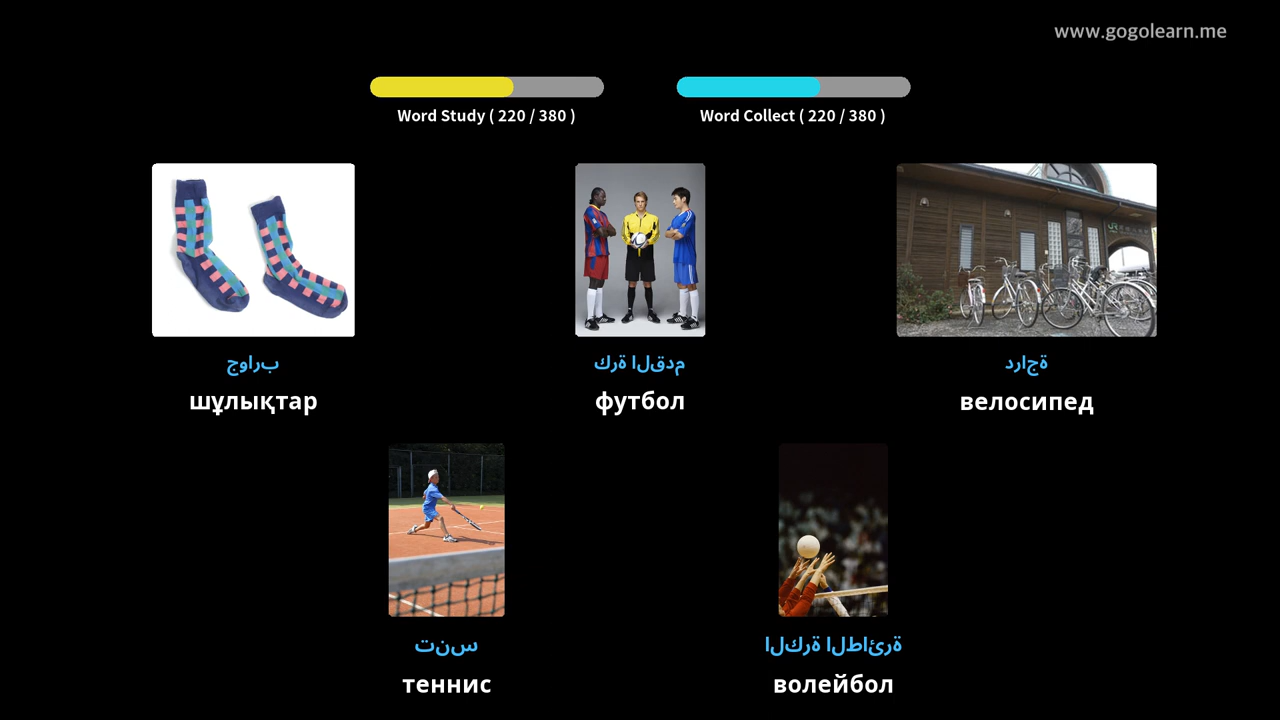 www.gogolearn.me
Word Study ( 220 / 380 )
Word Collect ( 220 / 380 )
جوارب
шұлықтар
كرة القدم
футбол
دراجة
велосипед
تنس
теннис
الكرة الطائرة
волейбол